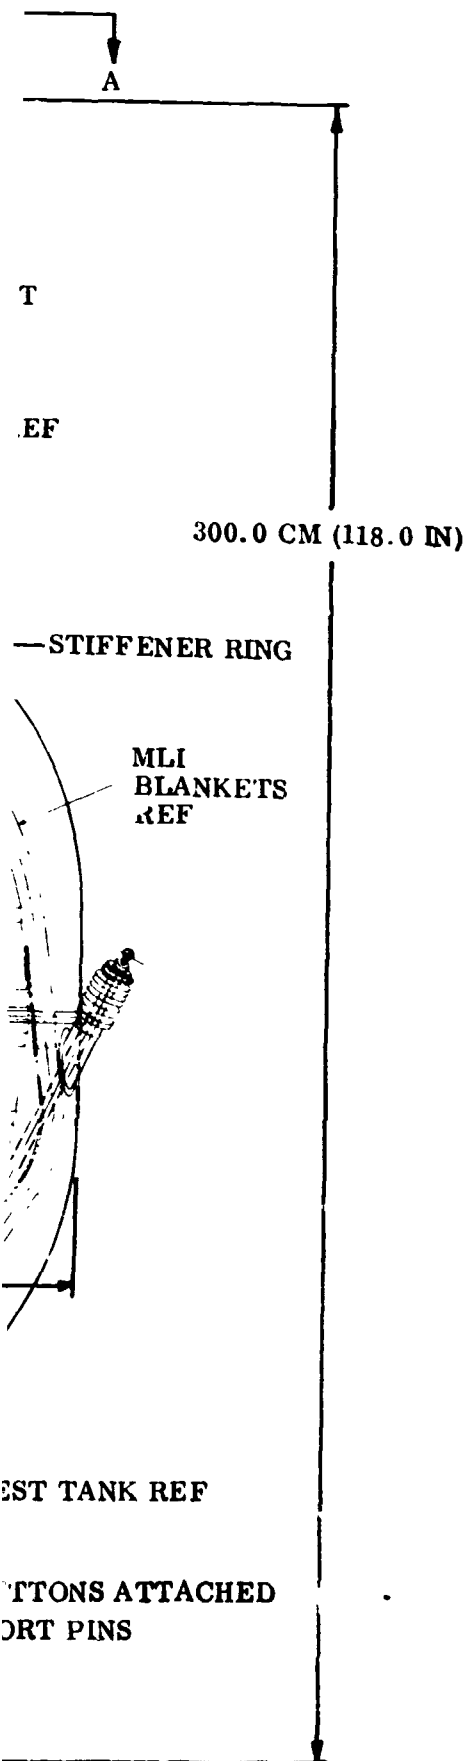 A
T
EF
300.0 CM (118.0 IN)
STIFFENER RING
MLI
BLANKETS
REF
EST TANK REF
TTONS ATTACHED
ORT PINS